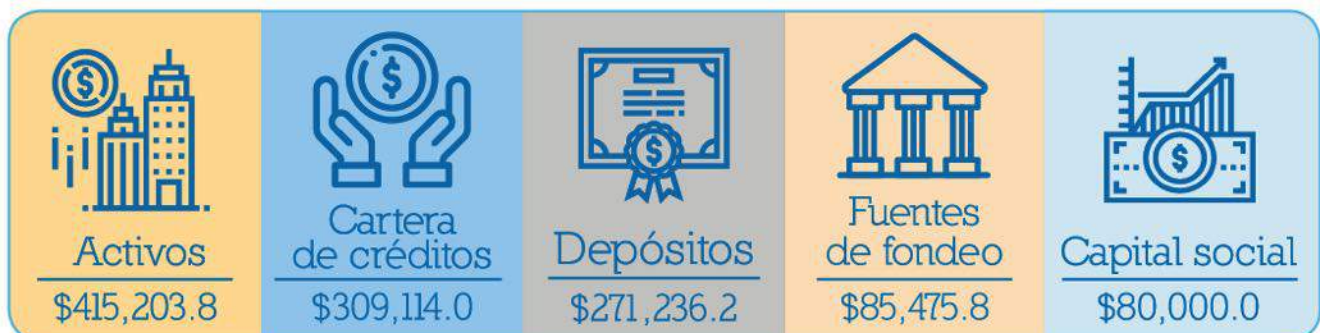 Activos
$415,203.8
Cartera
de créditos
$309,114.0
Depósitos
$271,236.2
Fuentes
de fondeo
$85,475.8
Capital social
$80,000.0